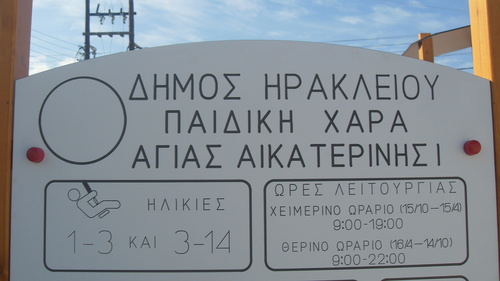 ΔΗΜΟΣ ΗΡΑΚΛΕΙΟΥ
ΠΑΙΔΙΚΗ ΧΑΡΑ
ΑΓΙΑΣ ΑΙΚΑΤΕΡΙΝΗΣ Ι
ΗΛΙΚΙΕΣ
1-3 ΚΑΙ 3-14
ΩΡΕΣ ΛΕΙΤΟΥΡΓΙΑΣ
ΧΕΙΜΕΡΙΝΟ ΩΡΑΡΙΟ (15/10-15/4)
9:00-19:00
ΘΕΡΙΝΟ ΩΡΑΡΙΟ (16/4-14/10)
9:00-22:00